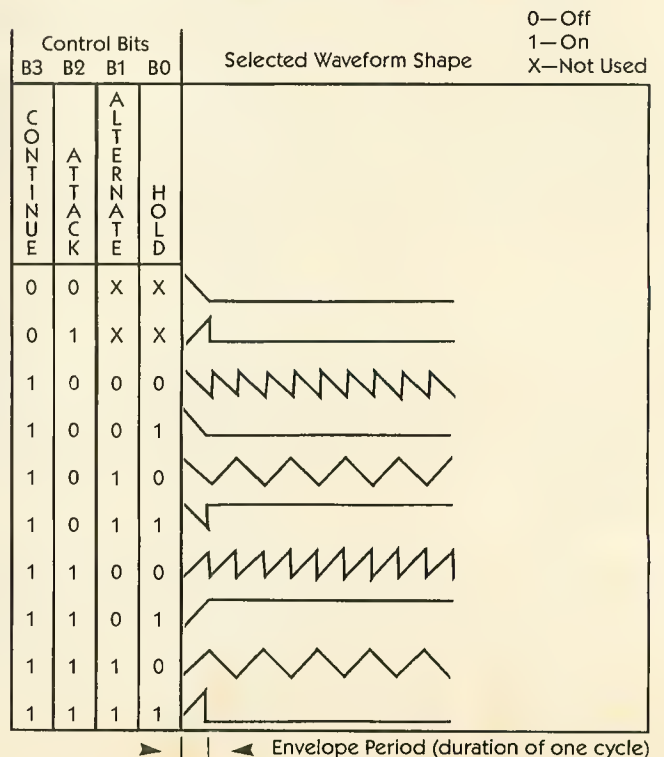 0—Off
1—On
X—Not Used
Control Bits
B3 B2 B1 B0
Selected Waveform Shape
CONTINUE
ATTACK
ALTERNATE
HOLD
0 0 X X
0 1 X X
1 0 0 0
1 0 0 1
1 0 1 0
1 0 1 1
1 1 0 0
1 1 0 1
1 1 1 0
1 1 1 1
Envelope Period (duration of one cycle)